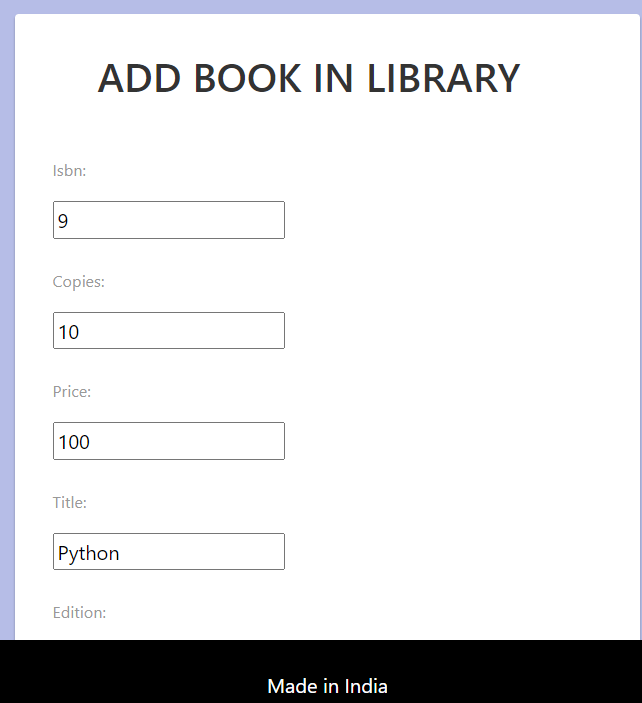 ADD BOOK IN LIBRARY
Isbn:
9
Copies:
10
Price:
100
Title:
Python
Edition:
Made in India